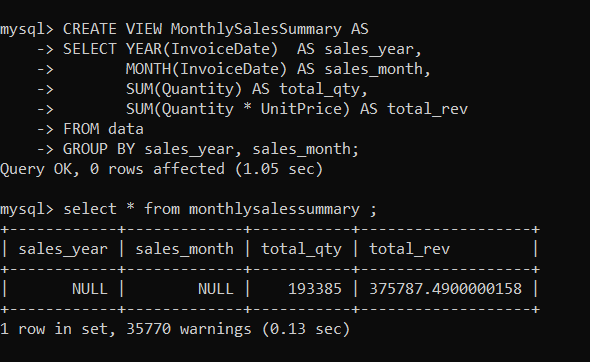 mysql> CREATE VIEW MonthlySalesSummary AS
    -> SELECT YEAR(InvoiceDate)  AS sales_year,
    ->        MONTH(InvoiceDate) AS sales_month,
    ->        SUM(Quantity) AS total_qty,
    ->        SUM(Quantity * UnitPrice) AS total_rev
    -> FROM data
    -> GROUP BY sales_year, sales_month;
Query OK, 0 rows affected (1.05 sec)
mysql> select * from monthlysalessummary ;
+------------+-------------+-----------+-------------------+
| sales_year | sales_month | total_qty | total_rev         |
+------------+-------------+-----------+-------------------+
|       NULL |        NULL |    193385 | 375787.4900000158 |
+------------+-------------+-----------+-------------------+
1 row in set, 35770 warnings (0.13 sec)